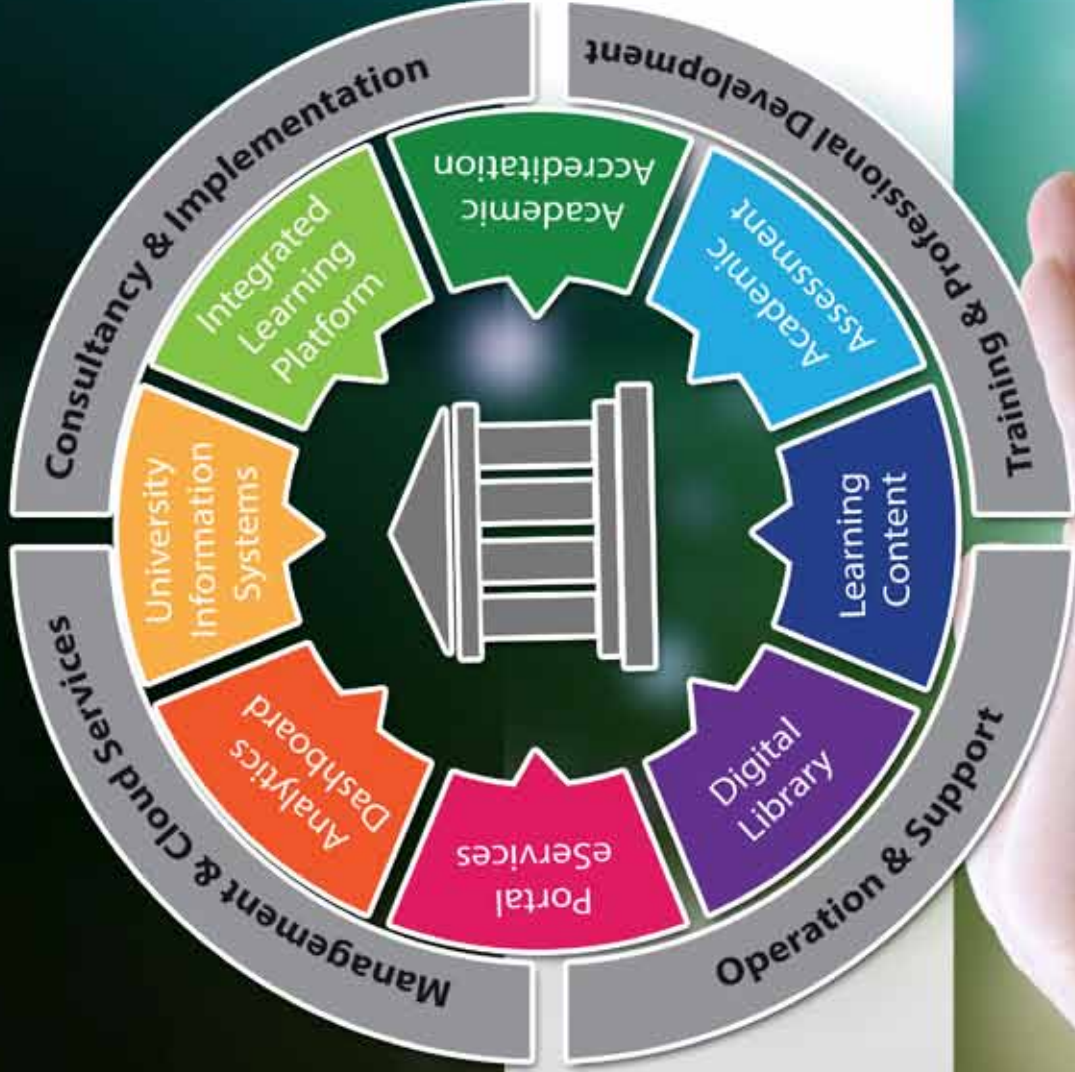 Consultancy & Implementation
Training & Professional Development
Operation & Support
Management & Cloud Services
Academic
Accreditation
Academic
Assessment
Learning
Content
Digital
Library
Portal
eServices
Analytics
Dashboard
University
Information
Systems
Integrated
Learning
Platform